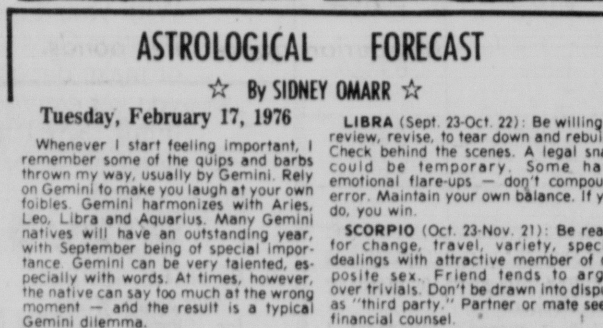 ASTROLOGICAL FORECAST
☆ By SIDNEY OMARR ☆
Tuesday, February 17, 1976
Whenever I start feeling important, I
remember some of the quips and barbs
thrown my way, usually by Gemini. Rely
on Gemini to make you laugh at your own
foibles. Gemini harmonizes with Aries,
Leo, Libra and Aquarius. Many Gemini
natives will have an outstanding year,
with September being of special impor-
tance. Gemini can be very talented, es-
pecially with words. At times, however,
the native can say too much at the wrong
moment — and the result is a typical
Gemini dilemma.
LIBRA (Sept. 23-Oct. 22): Be willing
review, revise, to tear down and rebui
Check behind the scenes. A legal sna
could be temporary. Some ha
emotional flare-ups — don't compou
error. Maintain your own balance. If y
do, you win.
SCORPIO (Oct. 23-Nov. 21): Be rea
for change, travel, variety, spec
dealings with attractive member of o
posite sex. Friend tends to arg
over trivials. Don't be drawn into dispu
as "third party." Partner or mate see
financial counsel.